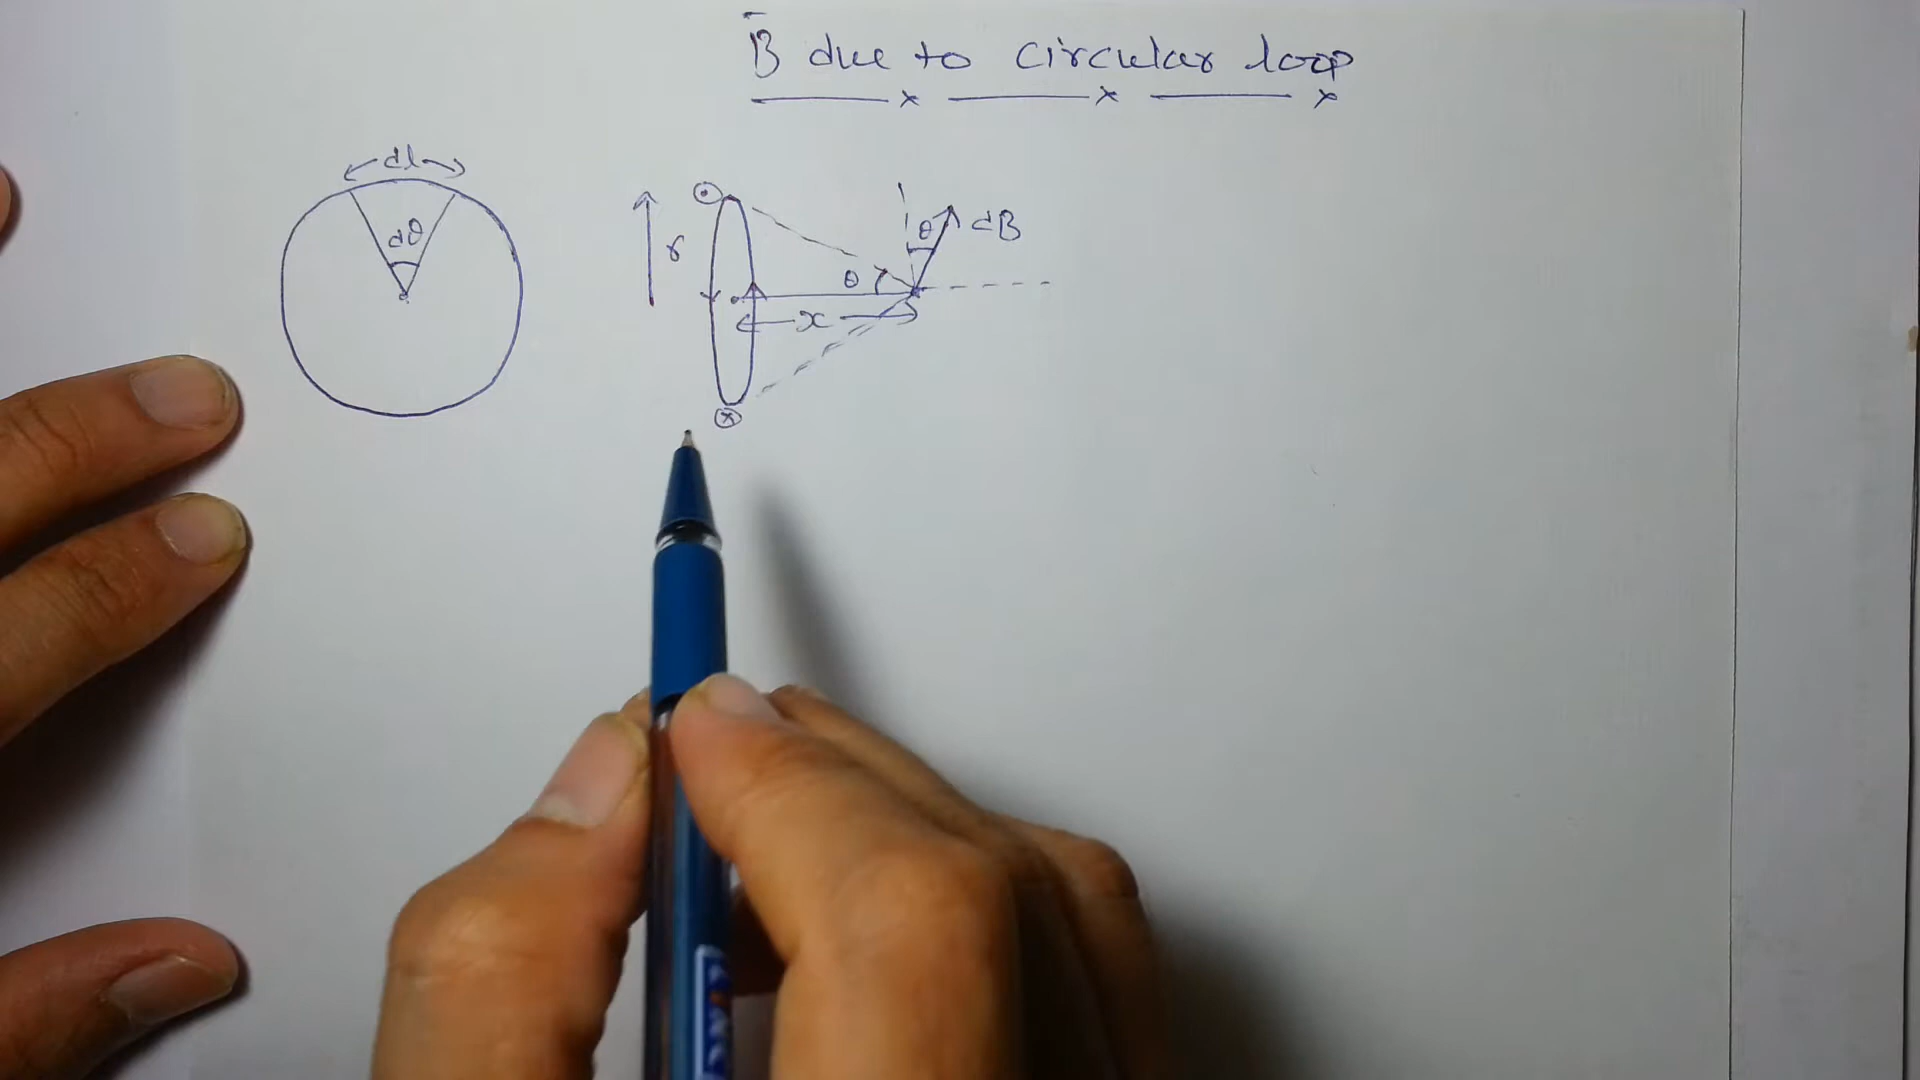 B̄ due to circular loop
dl
dθ
r
θ
x
θ
dB